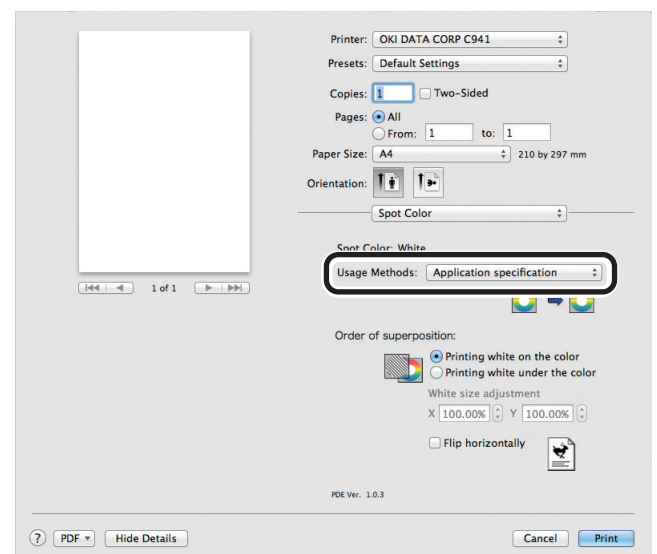 Printer: OKI DATA CORP C941
Presets: Default Settings
Copies: 1 Two-Sided
Pages: All
From: 1 to: 1
Paper Size: A4 210 by 297 mm
Orientation:
Spot Color
Spot Color: White
Usage Methods: Application specification
1 of 1
Order of superposition:
Printing white on the color
Printing white under the color
White size adjustment
X 100.00% Y 100.00%
Flip horizontally
PDE Ver. 1.0.3
? PDF Hide Details Cancel Print